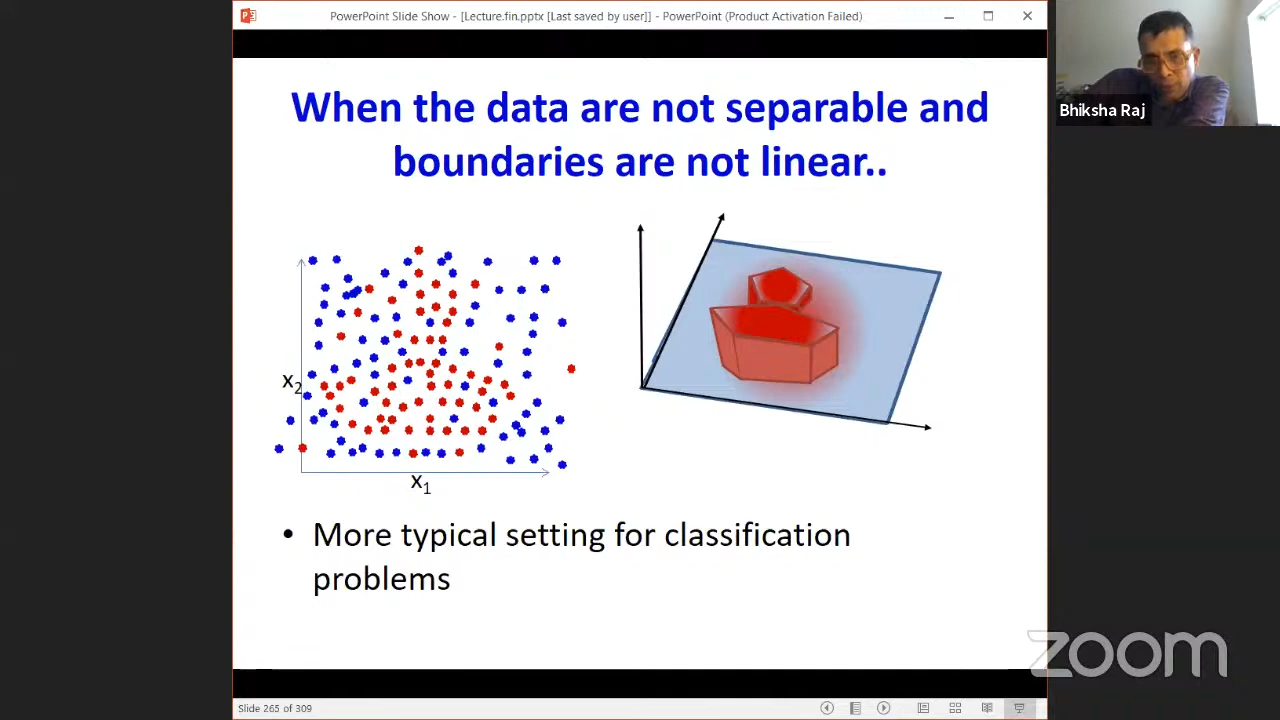 PowerPoint Slide Show - [Lecture.fin.pptx [Last saved by user]] - PowerPoint (Product Activation Failed)
Bhiksha Raj
When the data are not separable and
boundaries are not linear..
x2
x1
• More typical setting for classification
problems
zoom
Slide 265 of 309